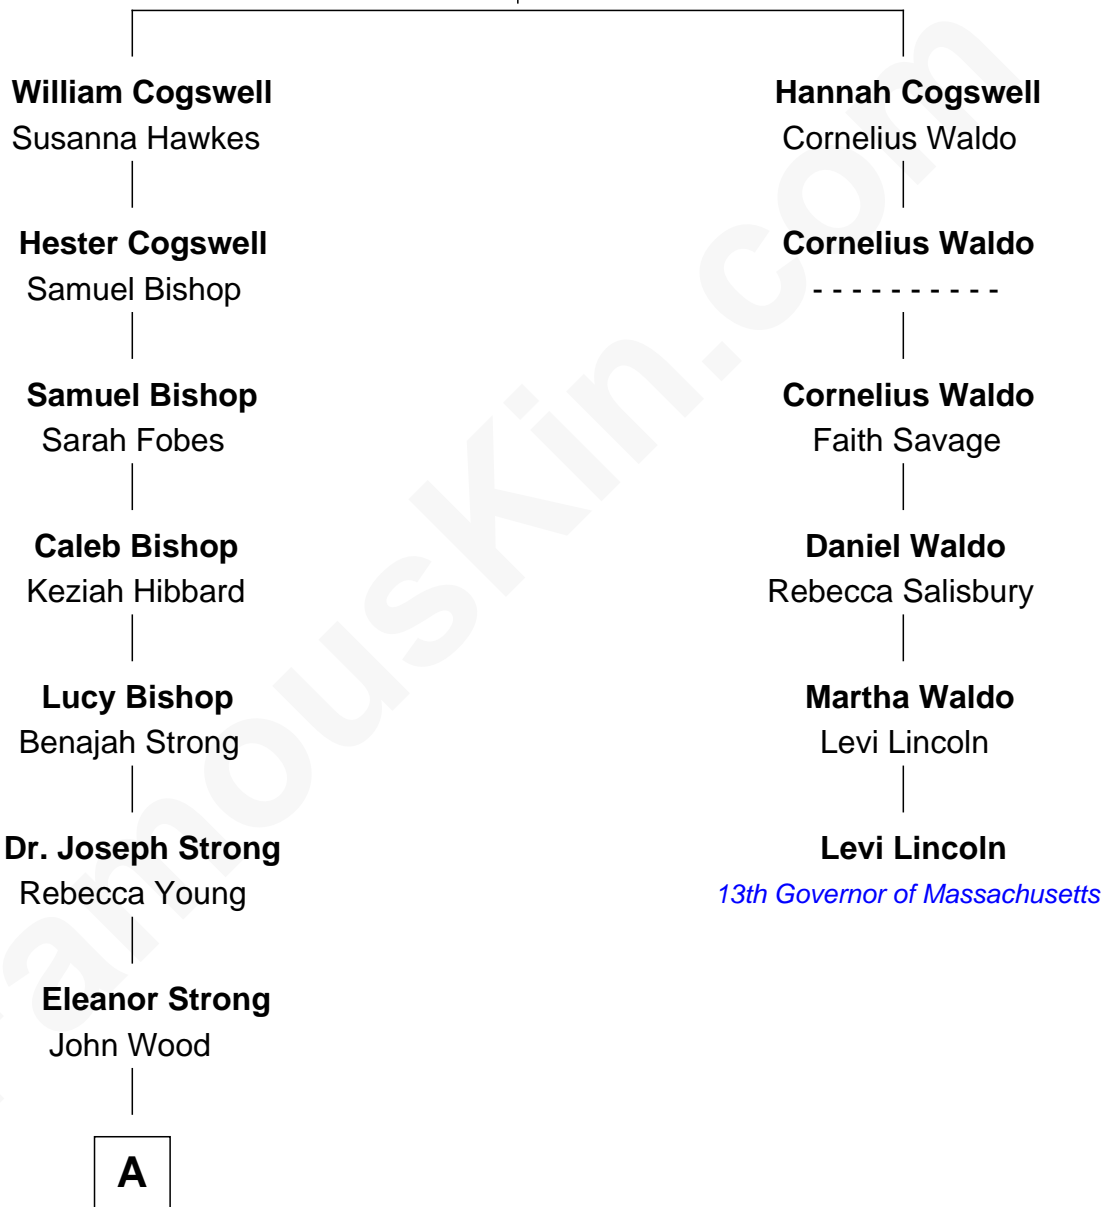 William Cogswell
Susanna Hawkes
Hannah Cogswell
Cornelius Waldo
Hester Cogswell
Samuel Bishop
Cornelius Waldo
- - - - - - - - - -
Samuel Bishop
Sarah Fobes
Cornelius Waldo
Faith Savage
Caleb Bishop
Keziah Hibbard
Daniel Waldo
Rebecca Salisbury
Lucy Bishop
Benajah Strong
Martha Waldo
Levi Lincoln
Dr. Joseph Strong
Rebecca Young
Levi Lincoln
13th Governor of Massachusetts
Eleanor Strong
John Wood
A
FamousKin.com